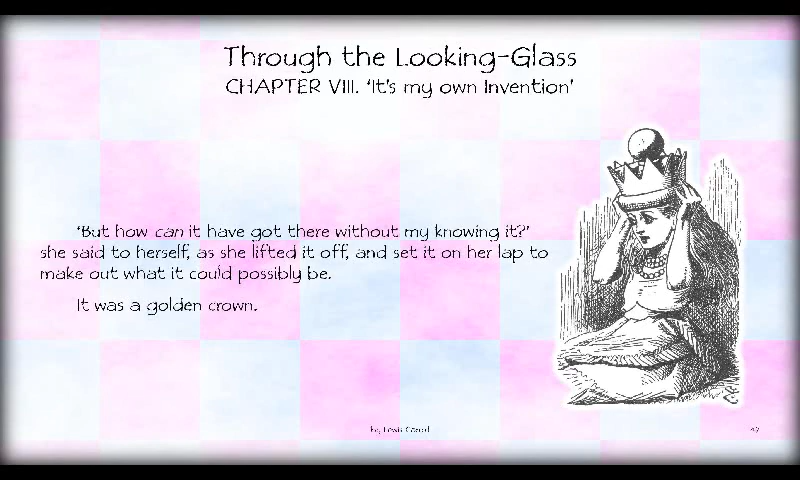 Through the Looking-Glass
CHAPTER VIII. ‘It's my own Invention’
‘But how can it have got there without my knowing it?’
she said to herself, as she lifted it off, and set it on her lap to
make out what it could possibly be.
It was a golden crown.
by Lewis Carroll